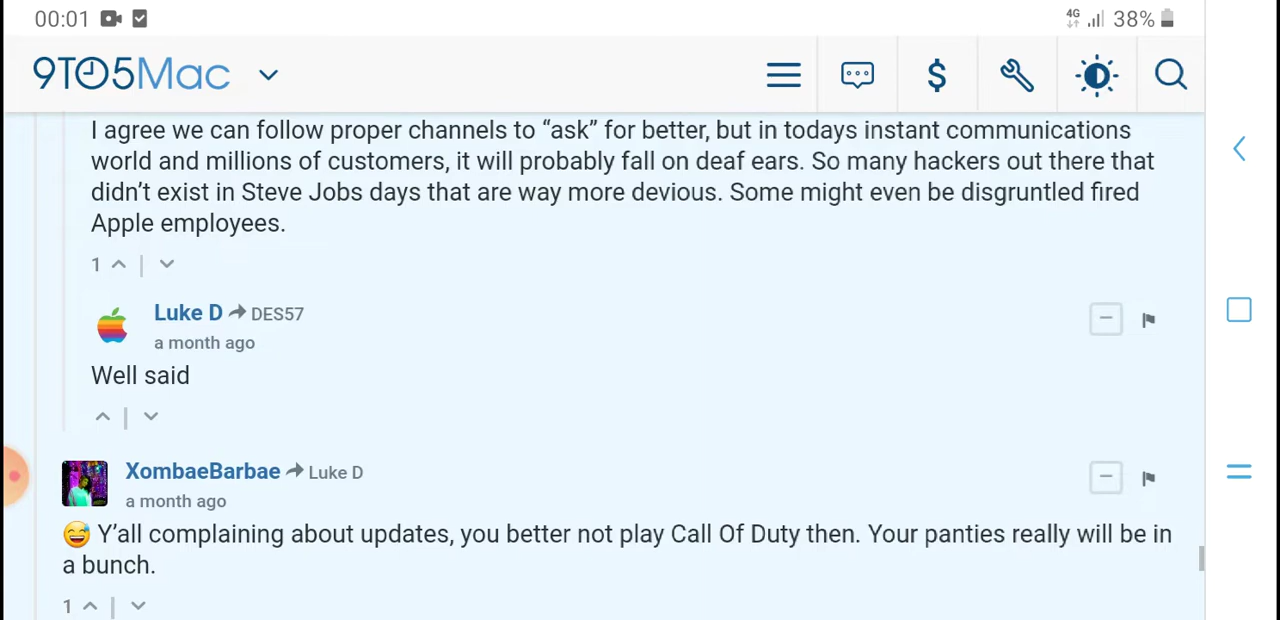 00:01
4G 38%
9TO5Mac
$
I agree we can follow proper channels to “ask” for better, but in todays instant communications
world and millions of customers, it will probably fall on deaf ears. So many hackers out there that
didn’t exist in Steve Jobs days that are way more devious. Some might even be disgruntled fired
Apple employees.
1
Luke D DES57
a month ago
Well said
XombaeBarbae Luke D
a month ago
😅 Y’all complaining about updates, you better not play Call Of Duty then. Your panties really will be in
a bunch.
1